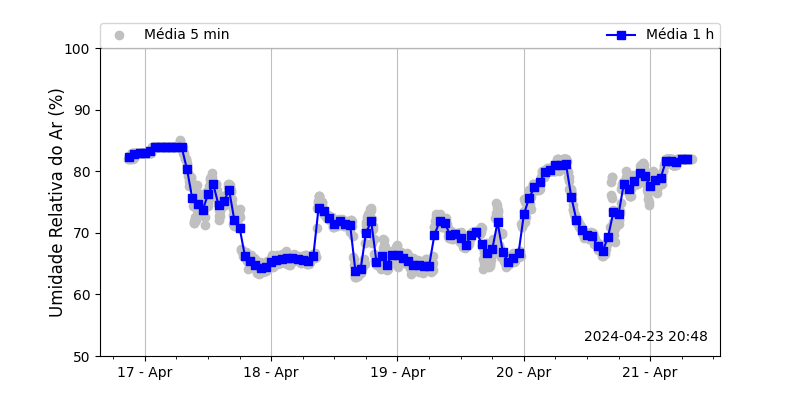 Média 5 min
Média 1 h
100
90
80
70
60
50
Umidade Relativa do Ar (%)
2024-04-23 20:48
17 - Apr
18 - Apr
19 - Apr
20 - Apr
21 - Apr